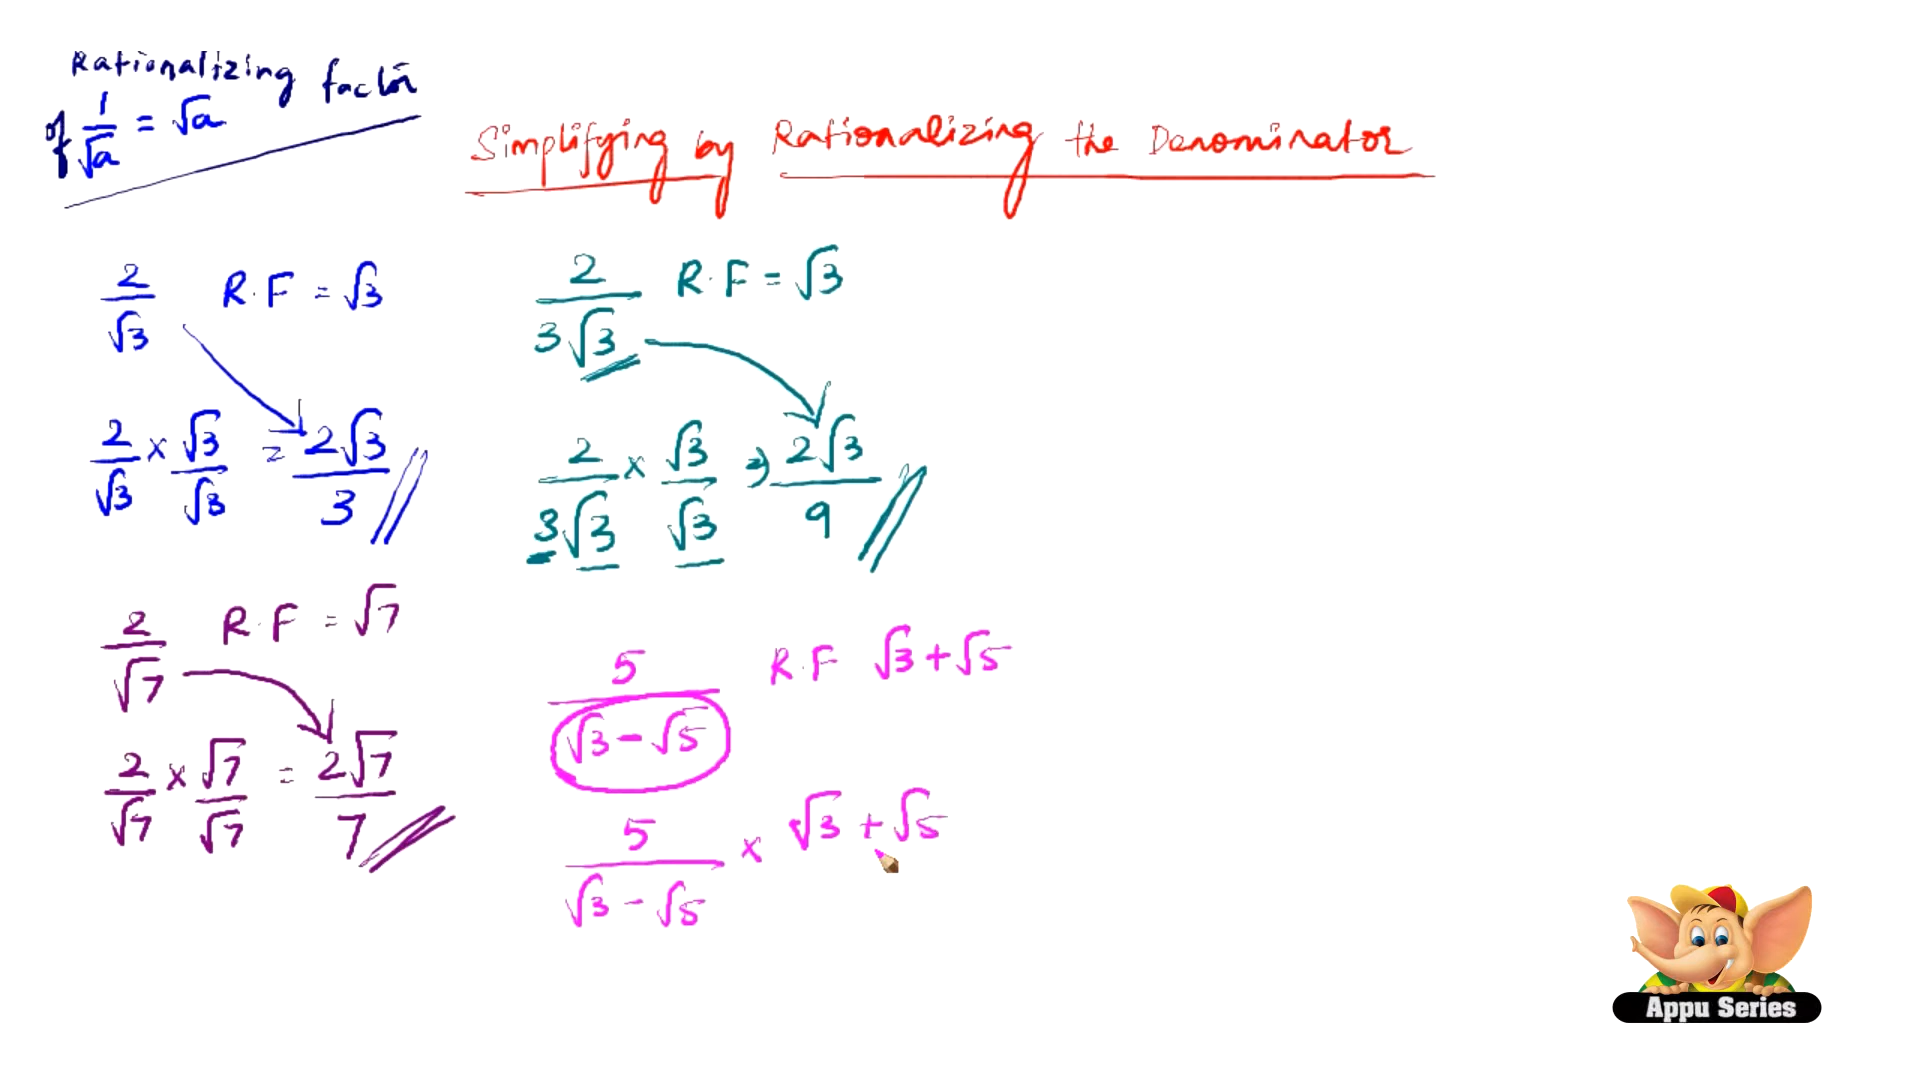 Rationalizing factor
of 1/√a = √a
Simplifying by Rationalizing the Denominator
2/√3 R.F = √3
2/√3 × √3/√3 = 2√3/3
2/√7 R.F = √7
2/√7 × √7/√7 = 2√7/7
2/3√3 R.F = √3
2/3√3 × √3/√3 ⇒ 2√3/9
5/√3-√5 R.F √3+√5
5/√3-√5 × √3+√5
Appu Series